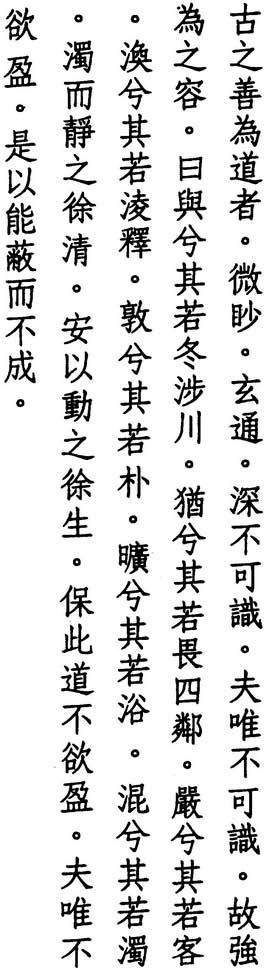 古之善為道者。微眇。玄通。深不可識。夫唯不可識。故強
為之容。曰與兮其若冬涉川。猶兮其若畏四鄰。嚴兮其若客
。渙兮其若淩釋。敦兮其若朴。曠兮其若浴。混兮其若濁
。濁而靜之徐清。安以動之徐生。保此道不欲盈。夫唯不
欲盈。是以能蔽而不成。